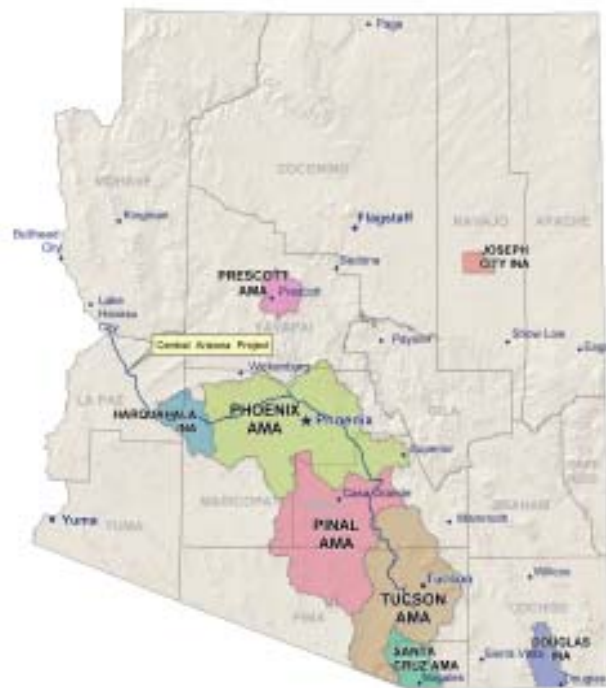 Page
COCONINO
MOHAVE
Kingman
Flagstaff
NAVAJO
APACHE
Bullhead
City
JOSEPH
CITY INA
Sedona
PRESCOTT
AMA
Prescott
Lake
Havasu
City
YAVAPAI
Payson
Show Low
Central Arizona Project
Wickenburg
LA PAZ
HARQUAHALA
INA
PHOENIX
AMA
Phoenix
GILA
Superior
MARICOPA
Casa Grande
GRAHAM
Yuma
YUMA
PINAL
AMA
Mammoth
Tucson
Willcox
TUCSON
AMA
COCHISE
PIMA
SANTA
CRUZ AMA
Sierra Vista
DOUGLAS
INA
Nogales
Douglas